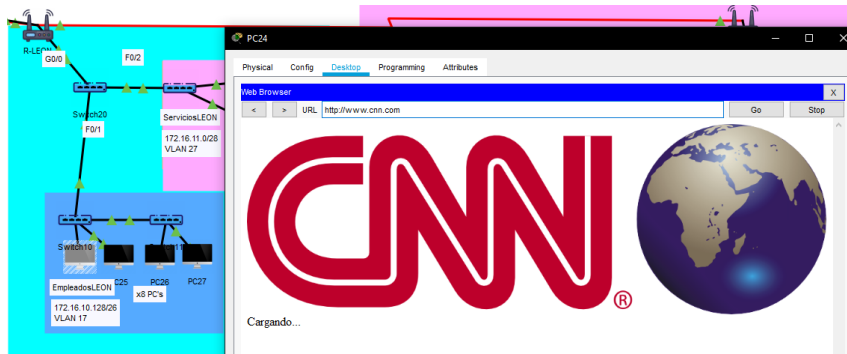 PC24
Physical Config Desktop Programming Attributes
Web Browser X
< > URL http://www.cnn.com Go Stop
CNN®
Cargando...
R-LEON
G0/0
F0/2
Switch20
F0/1
ServiciosLEON
172.16.11.0/28
VLAN 27
Switch10
PC26
PC27
EmpleadosLEON
x8 PC's
172.16.10.128/26
VLAN 17